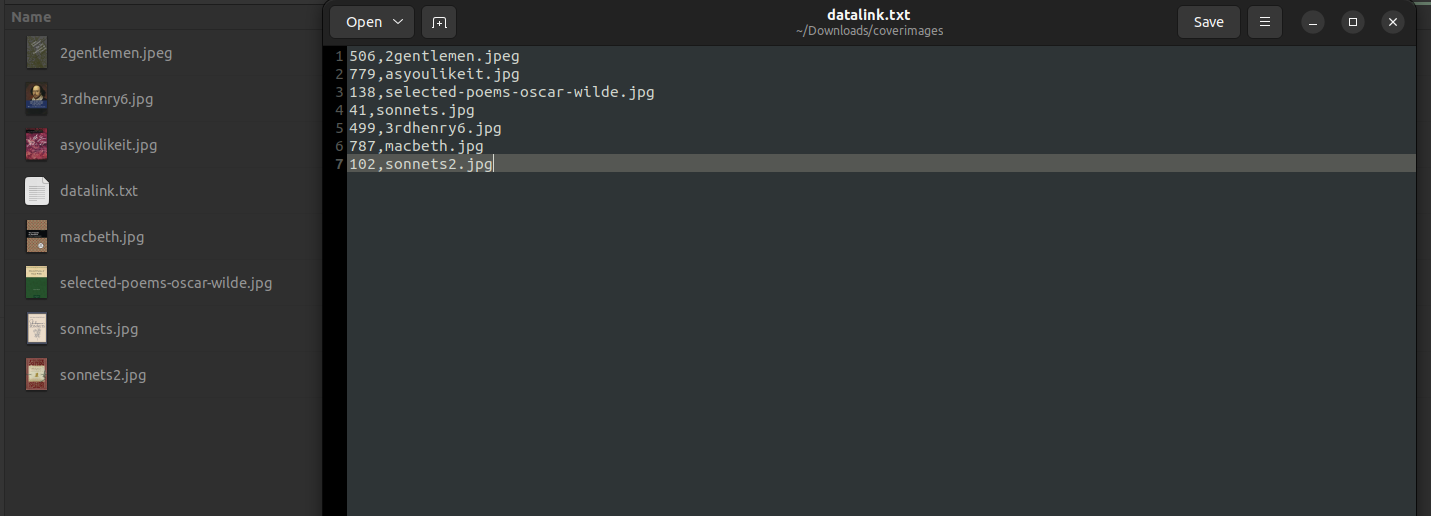 Name
2gentlemen.jpeg
3rdhenry6.jpg
asyoulikeit.jpg
datalink.txt
macbeth.jpg
selected-poems-oscar-wilde.jpg
sonnets.jpg
sonnets2.jpg
Open
datalink.txt
~/Downloads/coverimages
Save
1 506,2gentlemen.jpeg
2 779,asyoulikeit.jpg
3 138,selected-poems-oscar-wilde.jpg
4 41,sonnets.jpg
5 499,3rdhenry6.jpg
6 787,macbeth.jpg
7 102,sonnets2.jpg